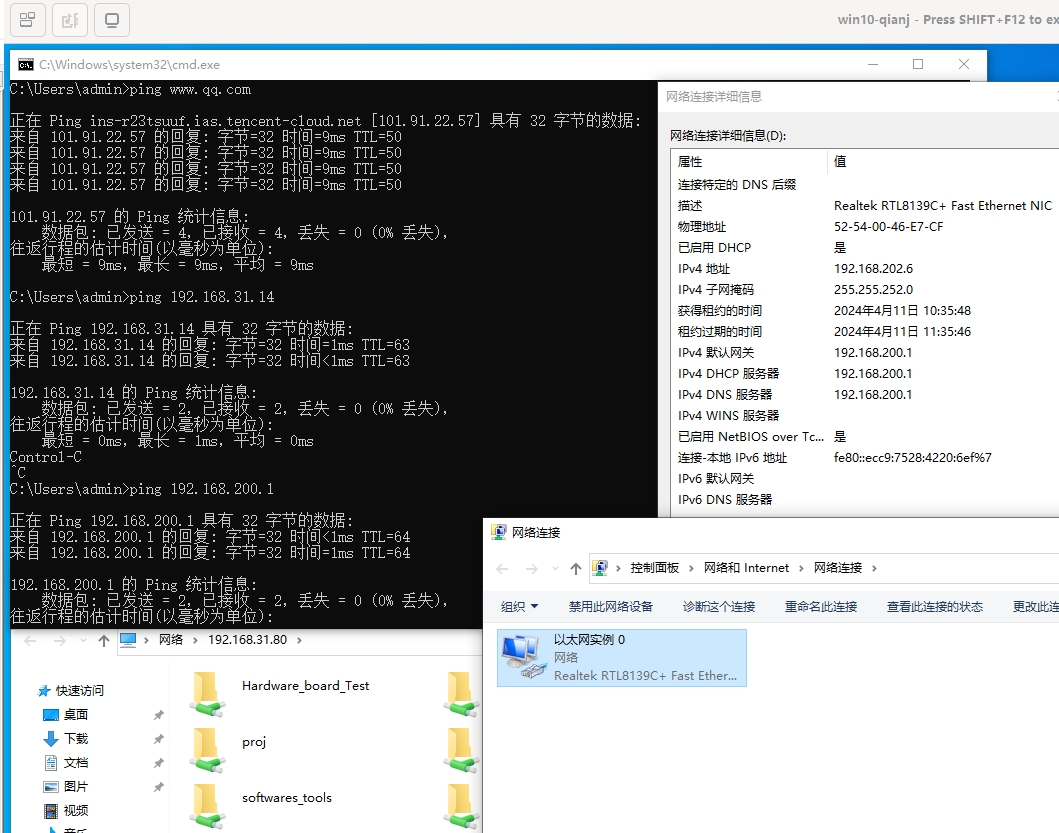 win10-qianj - Press SHIFT+F12 to ex
C:\Windows\system32\cmd.exe
C:\Users\admin>ping www.qq.com
正在 Ping ins-r23tsuuf.ias.tencent-cloud.net [101.91.22.57] 具有 32 字节的数据:
来自 101.91.22.57 的回复: 字节=32 时间=9ms TTL=50
来自 101.91.22.57 的回复: 字节=32 时间=9ms TTL=50
来自 101.91.22.57 的回复: 字节=32 时间=9ms TTL=50
来自 101.91.22.57 的回复: 字节=32 时间=9ms TTL=50
101.91.22.57 的 Ping 统计信息:
数据包: 已发送 = 4，已接收 = 4，丢失 = 0 (0% 丢失)，
往返行程的估计时间(以毫秒为单位):
最短 = 9ms，最长 = 9ms，平均 = 9ms
C:\Users\admin>ping 192.168.31.14
正在 Ping 192.168.31.14 具有 32 字节的数据:
来自 192.168.31.14 的回复: 字节=32 时间=1ms TTL=63
来自 192.168.31.14 的回复: 字节=32 时间<1ms TTL=63
192.168.31.14 的 Ping 统计信息:
数据包: 已发送 = 2，已接收 = 2，丢失 = 0 (0% 丢失)，
往返行程的估计时间(以毫秒为单位):
最短 = 0ms，最长 = 1ms，平均 = 0ms
Control-C
^C
C:\Users\admin>ping 192.168.200.1
正在 Ping 192.168.200.1 具有 32 字节的数据:
来自 192.168.200.1 的回复: 字节=32 时间<1ms TTL=64
来自 192.168.200.1 的回复: 字节=32 时间=1ms TTL=64
192.168.200.1 的 Ping 统计信息:
数据包: 已发送 = 2，已接收 = 2，丢失 = 0 (0% 丢失)，
往返行程的估计时间(以毫秒为单位):
网络连接详细信息
网络连接详细信息(D):
属性 值
连接特定的 DNS 后缀
描述 Realtek RTL8139C+ Fast Ethernet NIC
物理地址 52-54-00-46-E7-CF
已启用 DHCP 是
IPv4 地址 192.168.202.6
IPv4 子网掩码 255.255.252.0
获得租约的时间 2024年4月11日 10:35:48
租约过期的时间 2024年4月11日 11:35:46
IPv4 默认网关 192.168.200.1
IPv4 DHCP 服务器 192.168.200.1
IPv4 DNS 服务器 192.168.200.1
IPv4 WINS 服务器
已启用 NetBIOS over Tc... 是
连接-本地 IPv6 地址 fe80::ecc9:7528:4220:6ef%7
IPv6 默认网关
IPv6 DNS 服务器
网络连接
控制面板 > 网络和 Internet > 网络连接 >
组织 禁用此网络设备 诊断这个连接 重命名此连接 查看此连接的状态 更改此连
以太网实例 0
网络
Realtek RTL8139C+ Fast Ether...
网络 > 192.168.31.80 >
快速访问
桌面
下载
文档
图片
视频
音乐
Hardware_board_Test
proj
softwares_tools